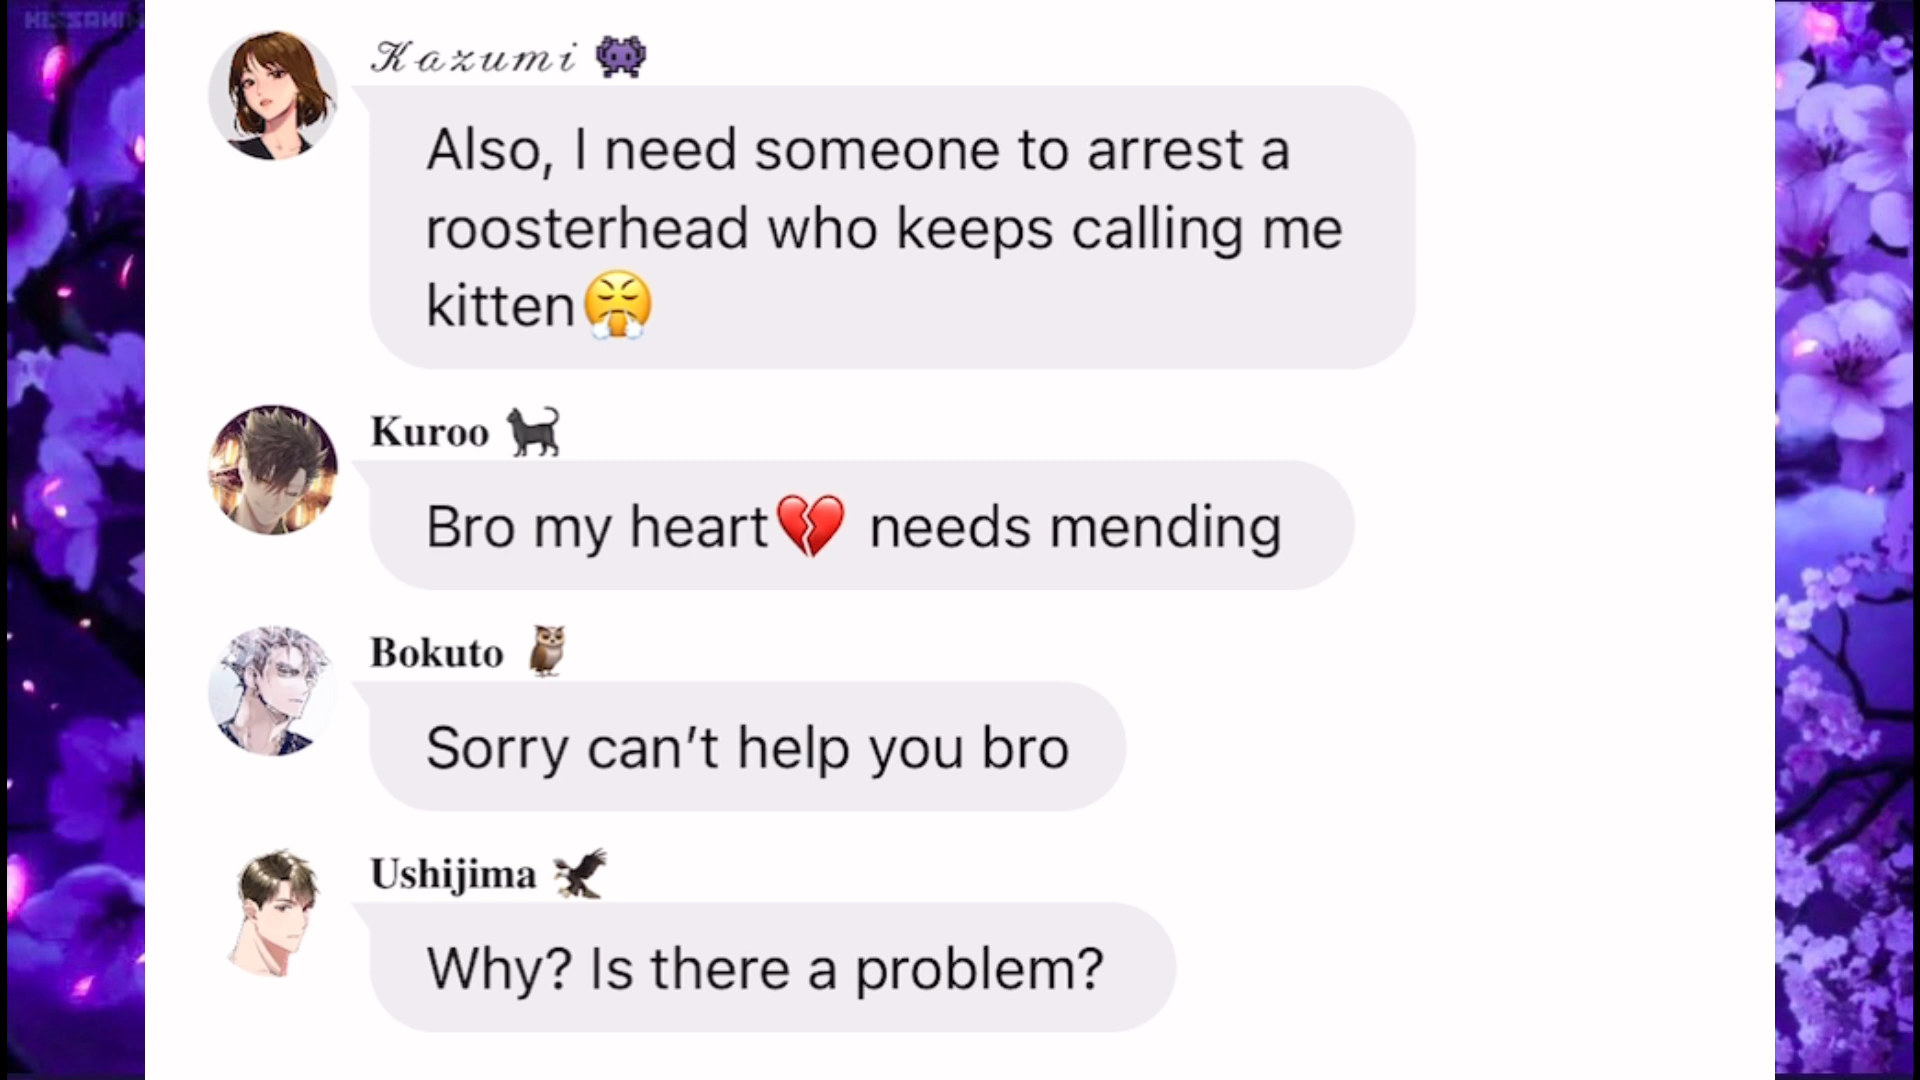 Kazumi 👾
Also, I need someone to arrest a
roosterhead who keeps calling me
kitten😤
Kuroo 🐈‍⬛
Bro my heart💔 needs mending
Bokuto 🦉
Sorry can't help you bro
Ushijima 🦅
Why? Is there a problem?